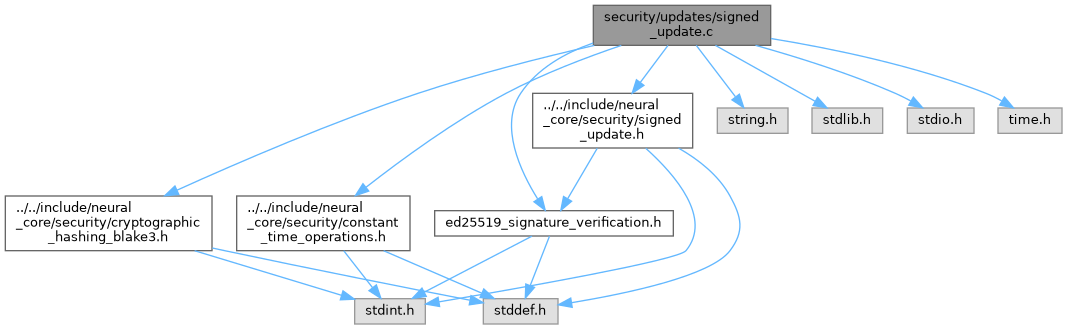 security/updates/signed
_update.c
../../include/neural
_core/security/signed
_update.h
string.h
stdlib.h
stdio.h
time.h
../../include/neural
_core/security/cryptographic
_hashing_blake3.h
../../include/neural
_core/security/constant
_time_operations.h
ed25519_signature_verification.h
stdint.h
stddef.h